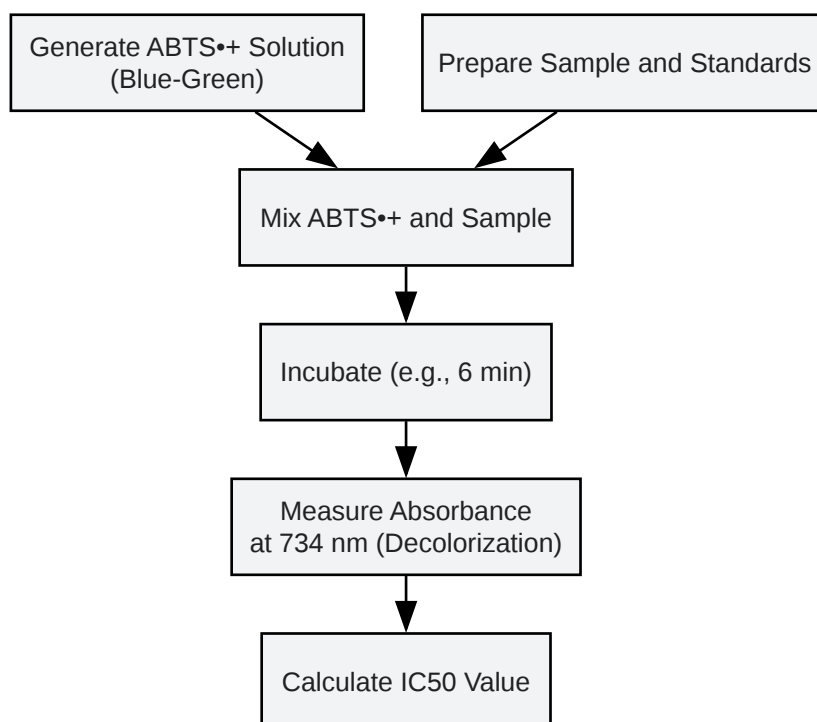 Generate ABTS•+ Solution
(Blue-Green)
Prepare Sample and Standards
Mix ABTS•+ and Sample
Incubate (e.g., 6 min)
Measure Absorbance
at 734 nm (Decolorization)
Calculate IC50 Value